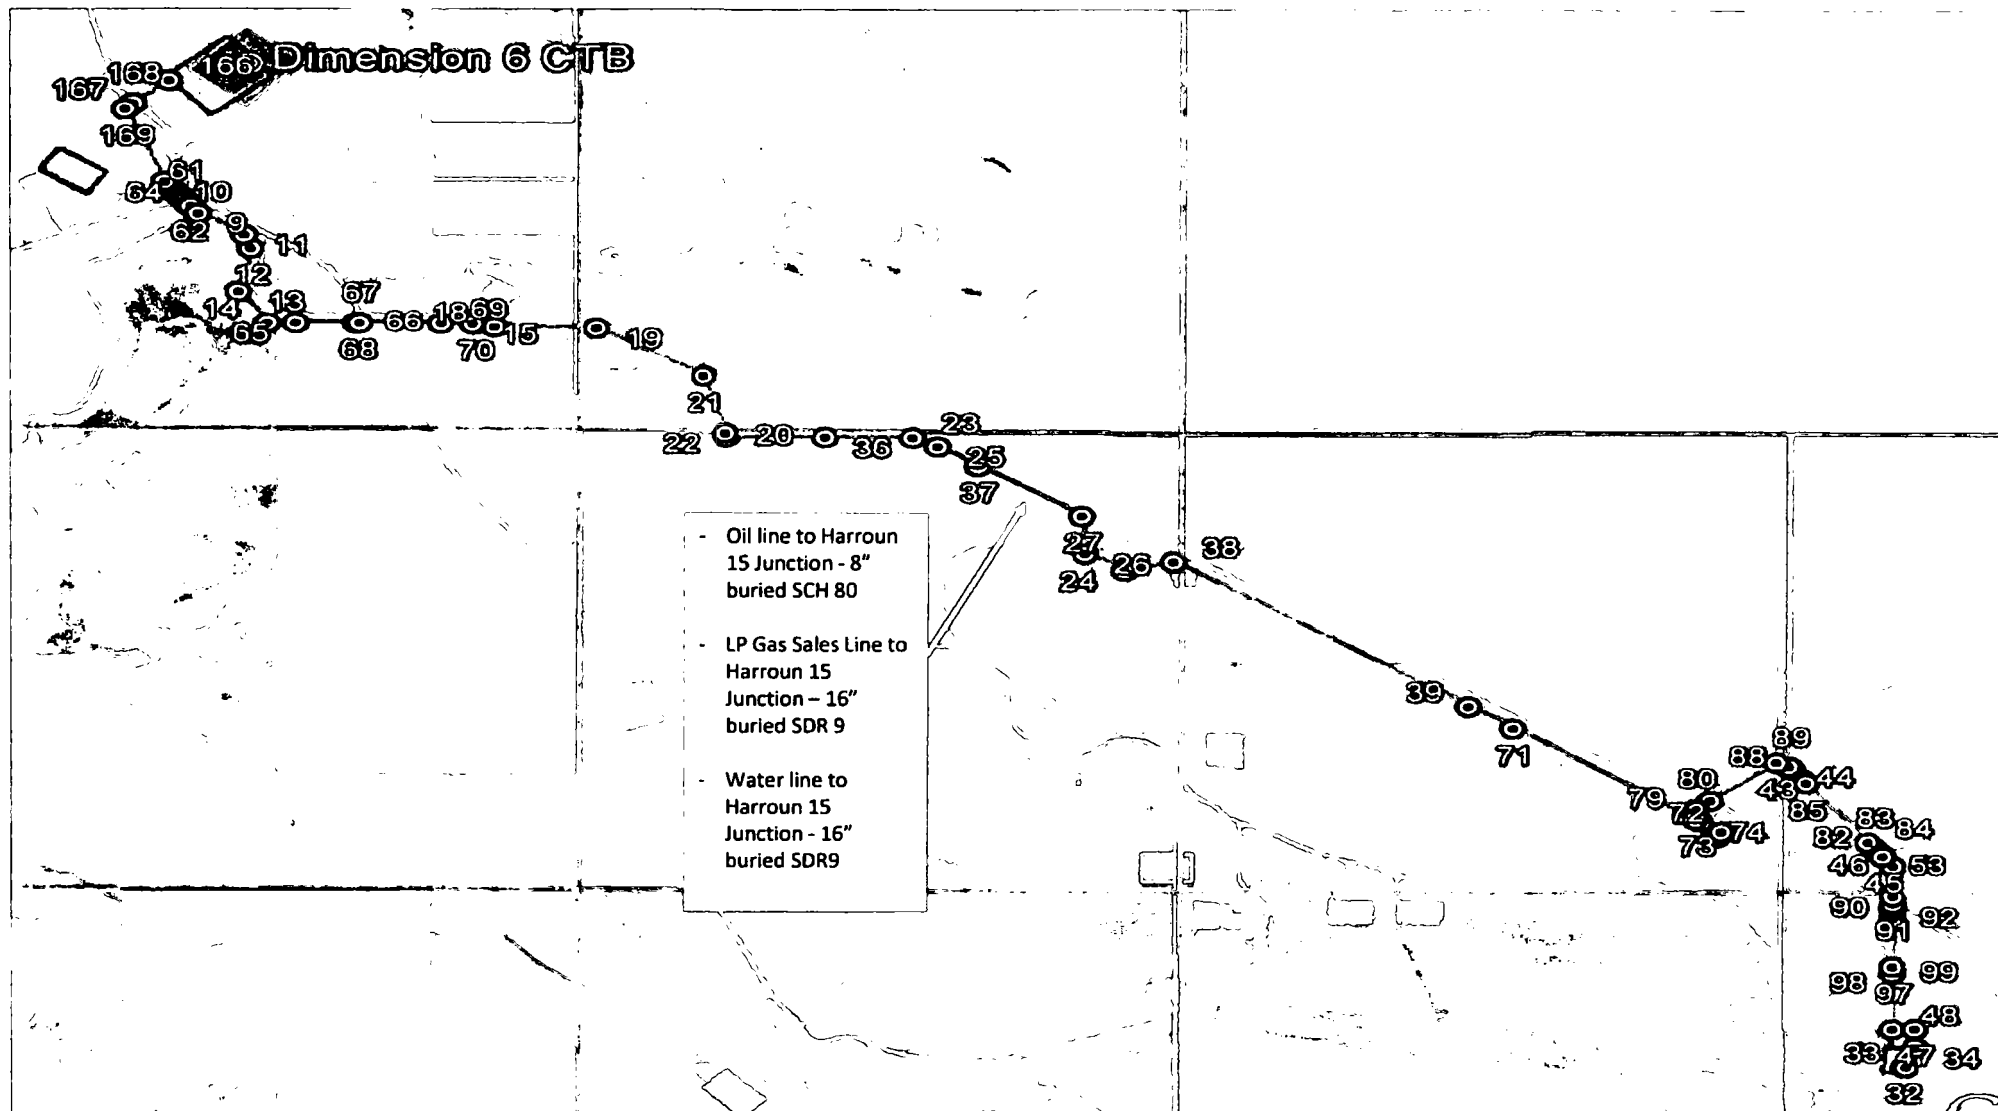 166 Dimension 6 CTB
168
167
169
61
64 10
62 9
11
12
67
14 13 66 18 69
65 68 70 15 19
21
22 20 36 23
25
37
- Oil line to Harroun
15 Junction - 8"
buried SCH 80
- LP Gas Sales Line to
Harroun 15
Junction – 16"
buried SDR 9
- Water line to
Harroun 15
Junction - 16"
buried SDR9
27 38
24 26
39
71
89
88
80 43 44
79 72 85
73 74 83 84
82
46 53
45
90 92
91
98 99
97
48
33 47 34
32